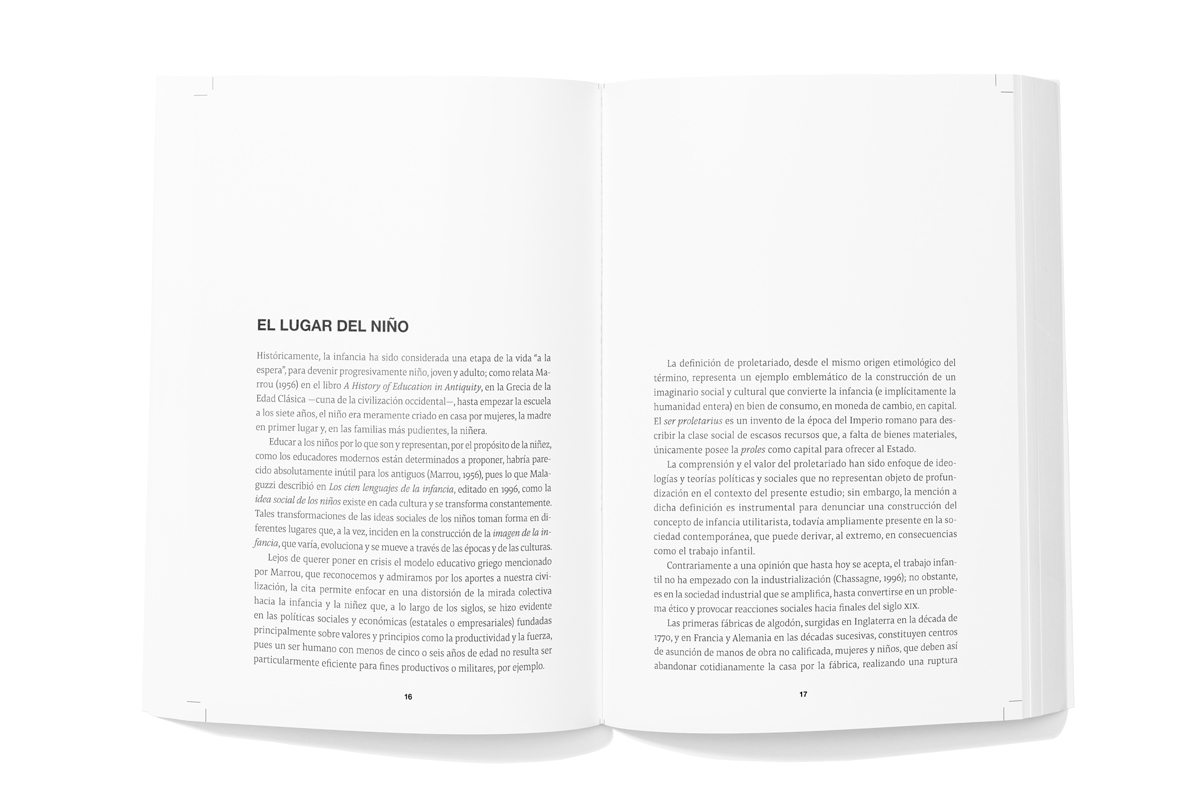 EL LUGAR DEL NIÑO
Históricamente, la infancia ha sido considerada una etapa de la vida “a la
espera”, para devenir progresivamente niño, joven y adulto; como relata Ma-
rrou (1956) en el libro A History of Education in Antiquity, en la Grecia de la
Edad Clásica —cuna de la civilización occidental—, hasta empezar la escuela
a los siete años, el niño era meramente criado en casa por mujeres, la madre
en primer lugar y, en las familias más pudientes, la niñera.
Educar a los niños por lo que son y representan, por el propósito de la niñez,
como los educadores modernos están determinados a proponer, habría pare-
cido absolutamente inútil para los antiguos (Marrou, 1956), pues lo que Mala-
guzzi describió en Los cien lenguajes de la infancia, editado en 1996, como la
idea social de los niños existe en cada cultura y se transforma constantemente.
Tales transformaciones de las ideas sociales de los niños toman forma en di-
ferentes lugares que, a la vez, inciden en la construcción de la imagen de la in-
fancia, que varía, evoluciona y se mueve a través de las épocas y de las culturas.
Lejos de querer poner en crisis el modelo educativo griego mencionado
por Marrou, que reconocemos y admiramos por los aportes a nuestra civi-
lización, la cita permite enfocar en una distorsión de la mirada colectiva
hacia la infancia y la niñez que, a lo largo de los siglos, se hizo evidente
en las políticas sociales y económicas (estatales o empresariales) fundadas
principalmente sobre valores y principios como la productividad y la fuerza,
pues un ser humano con menos de cinco o seis años de edad no resulta ser
particularmente eficiente para fines productivos o militares, por ejemplo.
16
La definición de proletariado, desde el mismo origen etimológico del
término, representa un ejemplo emblemático de la construcción de un
imaginario social y cultural que convierte la infancia (e implícitamente la
humanidad entera) en bien de consumo, en moneda de cambio, en capital.
El ser proletarius es un invento de la época del Imperio romano para des-
cribir la clase social de escasos recursos que, a falta de bienes materiales,
únicamente posee la proles como capital para ofrecer al Estado.
La comprensión y el valor del proletariado han sido enfoque de ideo-
logías y teorías políticas y sociales que no representan objeto de profun-
dización en el contexto del presente estudio; sin embargo, la mención a
dicha definición es instrumental para denunciar una construcción del
concepto de infancia utilitarista, todavía ampliamente presente en la so-
ciedad contemporánea, que puede derivar, al extremo, en consecuencias
como el trabajo infantil.
Contrariamente a una opinión que hasta hoy se acepta, el trabajo infan-
til no ha empezado con la industrialización (Chassagne, 1996); no obstante,
es en la sociedad industrial que se amplifica, hasta convertirse en un proble-
ma ético y provocar reacciones sociales hacia finales del siglo XIX.
Las primeras fábricas de algodón, surgidas en Inglaterra en la década de
1770, y en Francia y Alemania en las décadas sucesivas, constituyen centros
de asunción de manos de obra no calificada, mujeres y niños, que deben así
abandonar cotidianamente la casa por la fábrica, realizando una ruptura
17